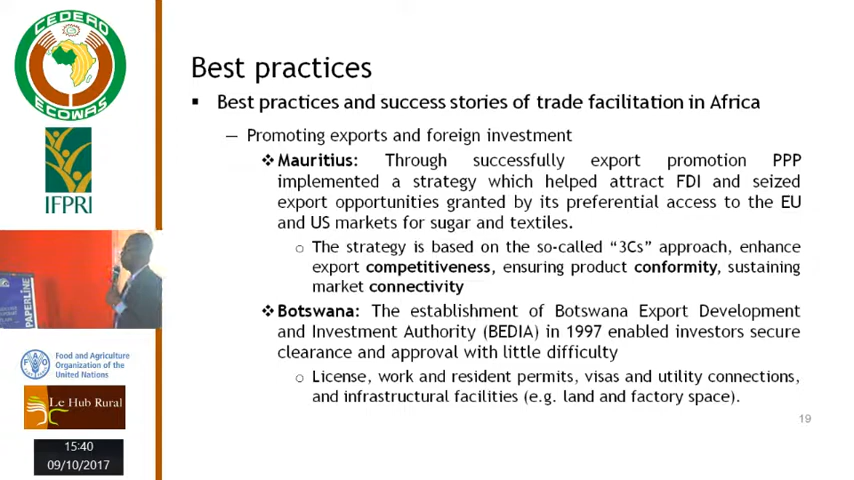 CEDEAO
ECOWAS
IFPRI
PAPERLINE
Food and Agriculture
Organization of the
United Nations
Le Hub Rural
15:40
09/10/2017
Best practices
▪ Best practices and success stories of trade facilitation in Africa
— Promoting exports and foreign investment
❖Mauritius: Through successfully export promotion PPP
implemented a strategy which helped attract FDI and seized
export opportunities granted by its preferential access to the EU
and US markets for sugar and textiles.
○ The strategy is based on the so-called “3Cs” approach, enhance
export competitiveness, ensuring product conformity, sustaining
market connectivity
❖Botswana: The establishment of Botswana Export Development
and Investment Authority (BEDIA) in 1997 enabled investors secure
clearance and approval with little difficulty
○ License, work and resident permits, visas and utility connections,
and infrastructural facilities (e.g. land and factory space).
19